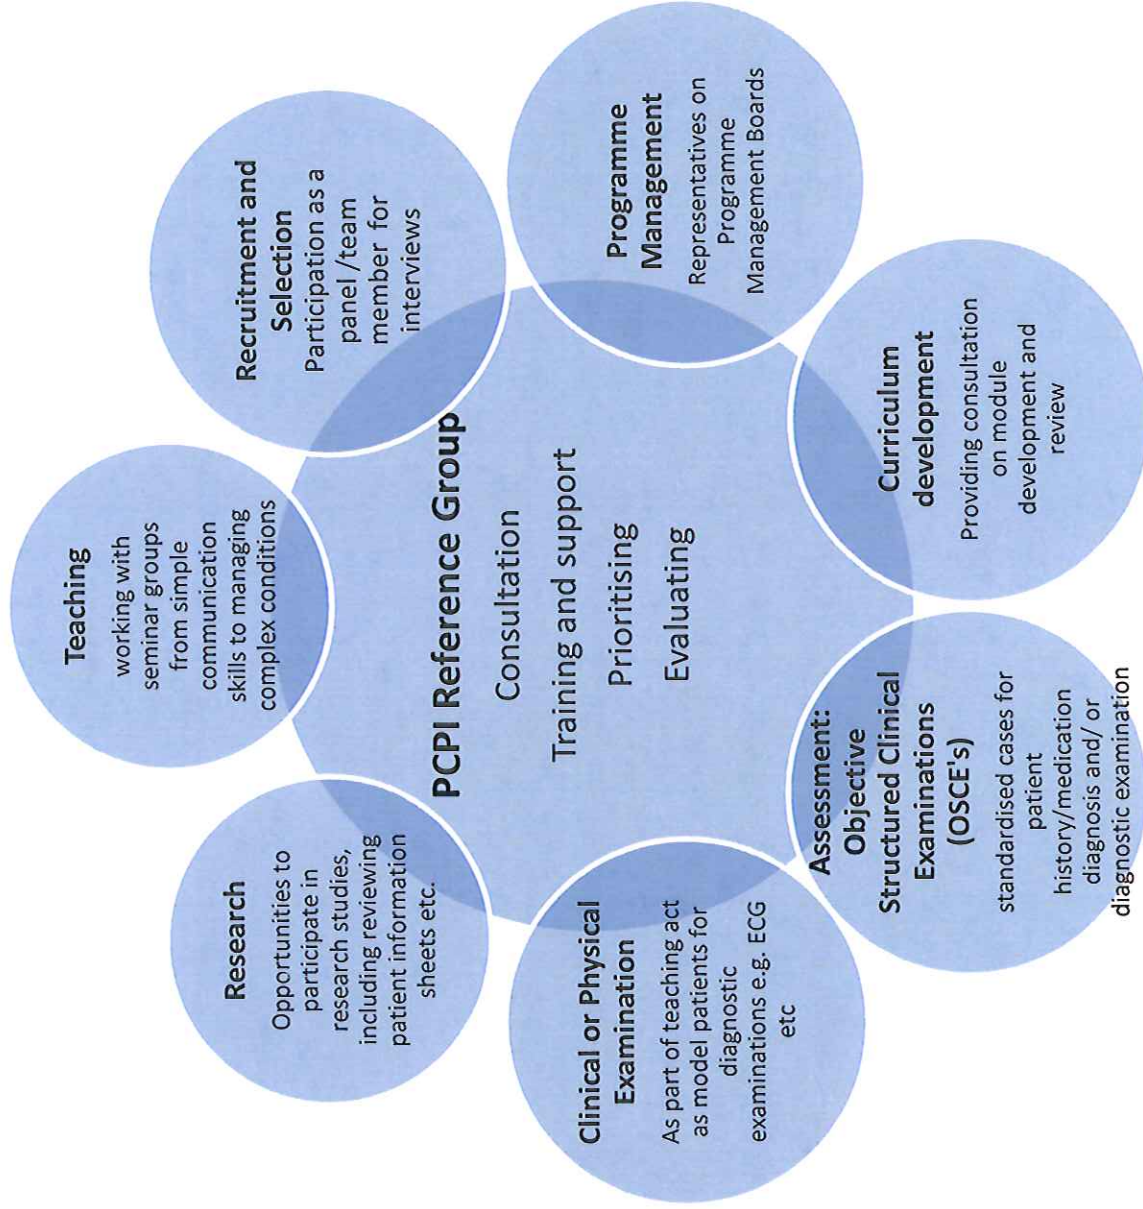 Teaching
working with
seminar groups
from simple
communication
skills to managing
complex conditions
Recruitment and
Selection
Participation as a
panel /team
member for
interviews
Research
Opportunities to
participate in
research studies,
including reviewing
patient information
sheets etc.
PCPI Reference Group
Consultation
Training and support
Prioritising
Evaluating
Programme
Management
Representatives on
Programme
Management Boards
Clinical or Physical
Examination
As part of teaching act
as model patients for
diagnostic
examinations e.g. ECG
etc
Curriculum
development
Providing consultation
on module
development and
review
Assessment:
Objective
Structured Clinical
Examinations
(OSCE's)
standardised cases for
patient
history/medication
diagnosis and/ or
diagnostic examination